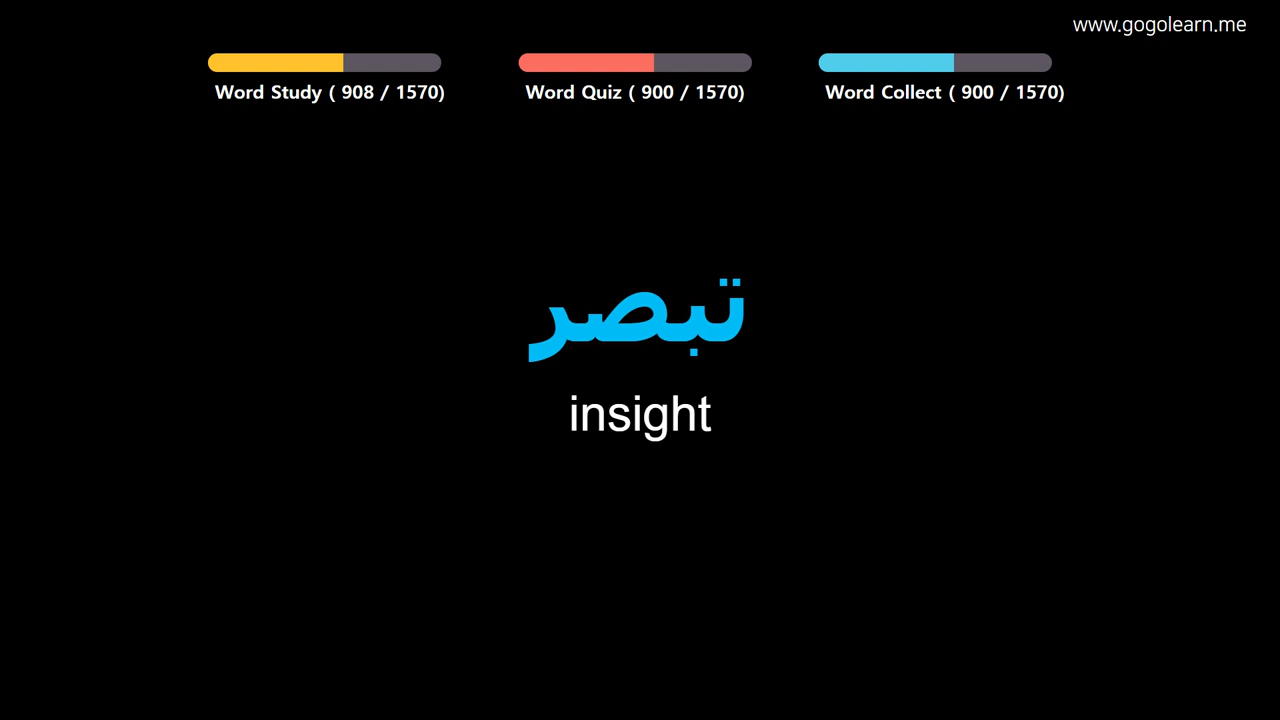 www.gogolearn.me
Word Study ( 908 / 1570)
Word Quiz ( 900 / 1570)
Word Collect ( 900 / 1570)
تبصر
insight